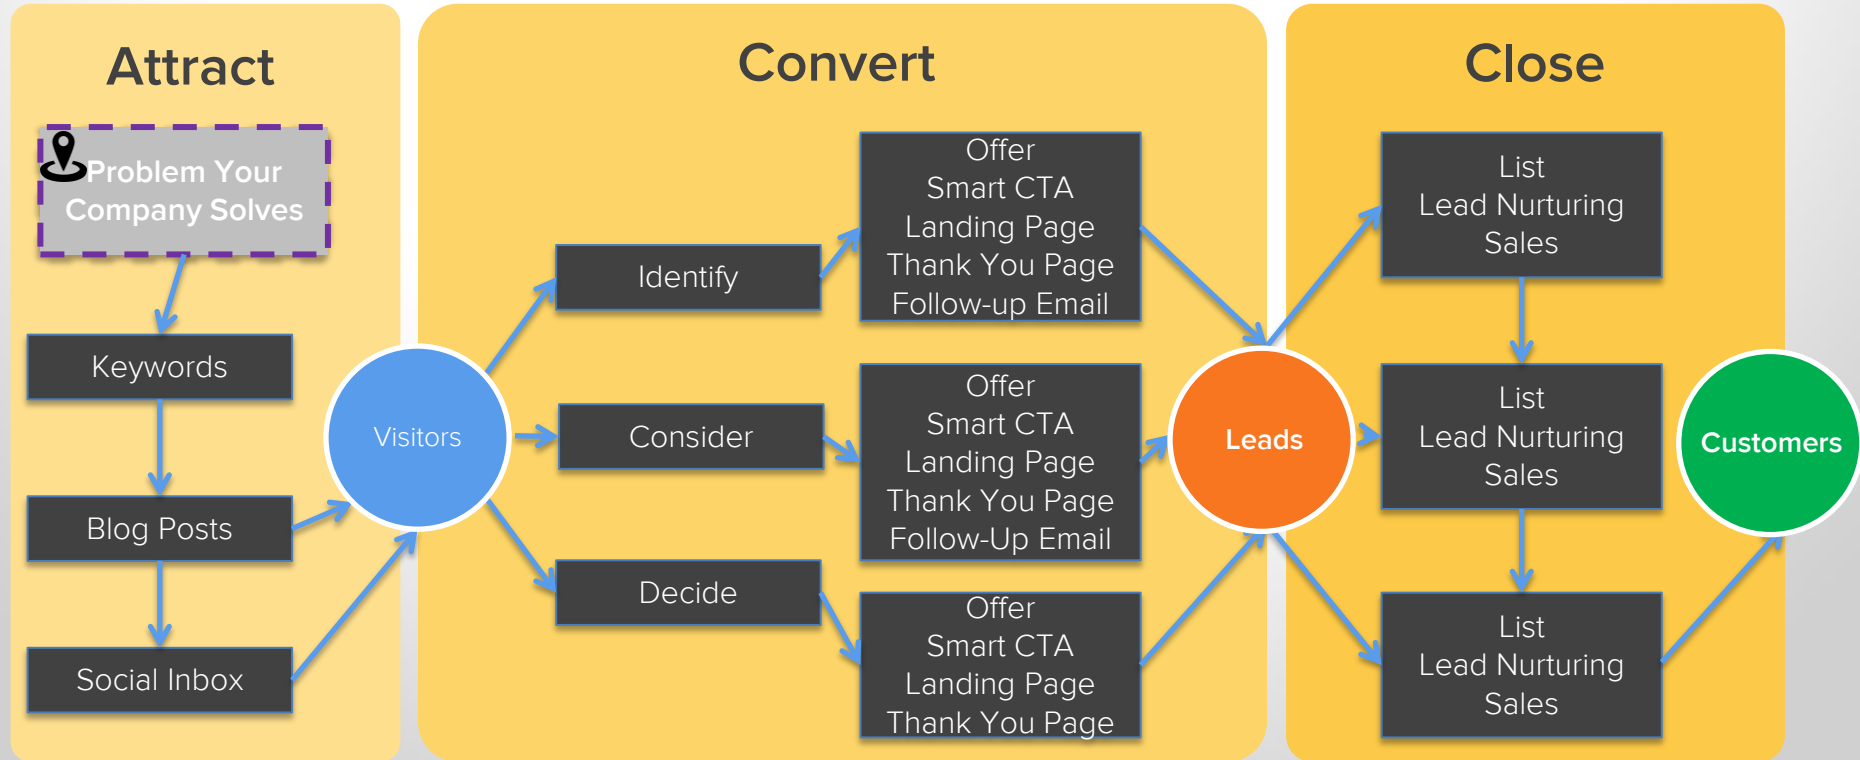 Attract
Problem Your
Company Solves
Keywords
Blog Posts
Social Inbox
Visitors
Convert
Identify
Consider
Decide
Offer
Smart CTA
Landing Page
Thank You Page
Follow-up Email
Offer
Smart CTA
Landing Page
Thank You Page
Follow-Up Email
Offer
Smart CTA
Landing Page
Thank You Page
Leads
Close
List
Lead Nurturing
Sales
List
Lead Nurturing
Sales
List
Lead Nurturing
Sales
Customers